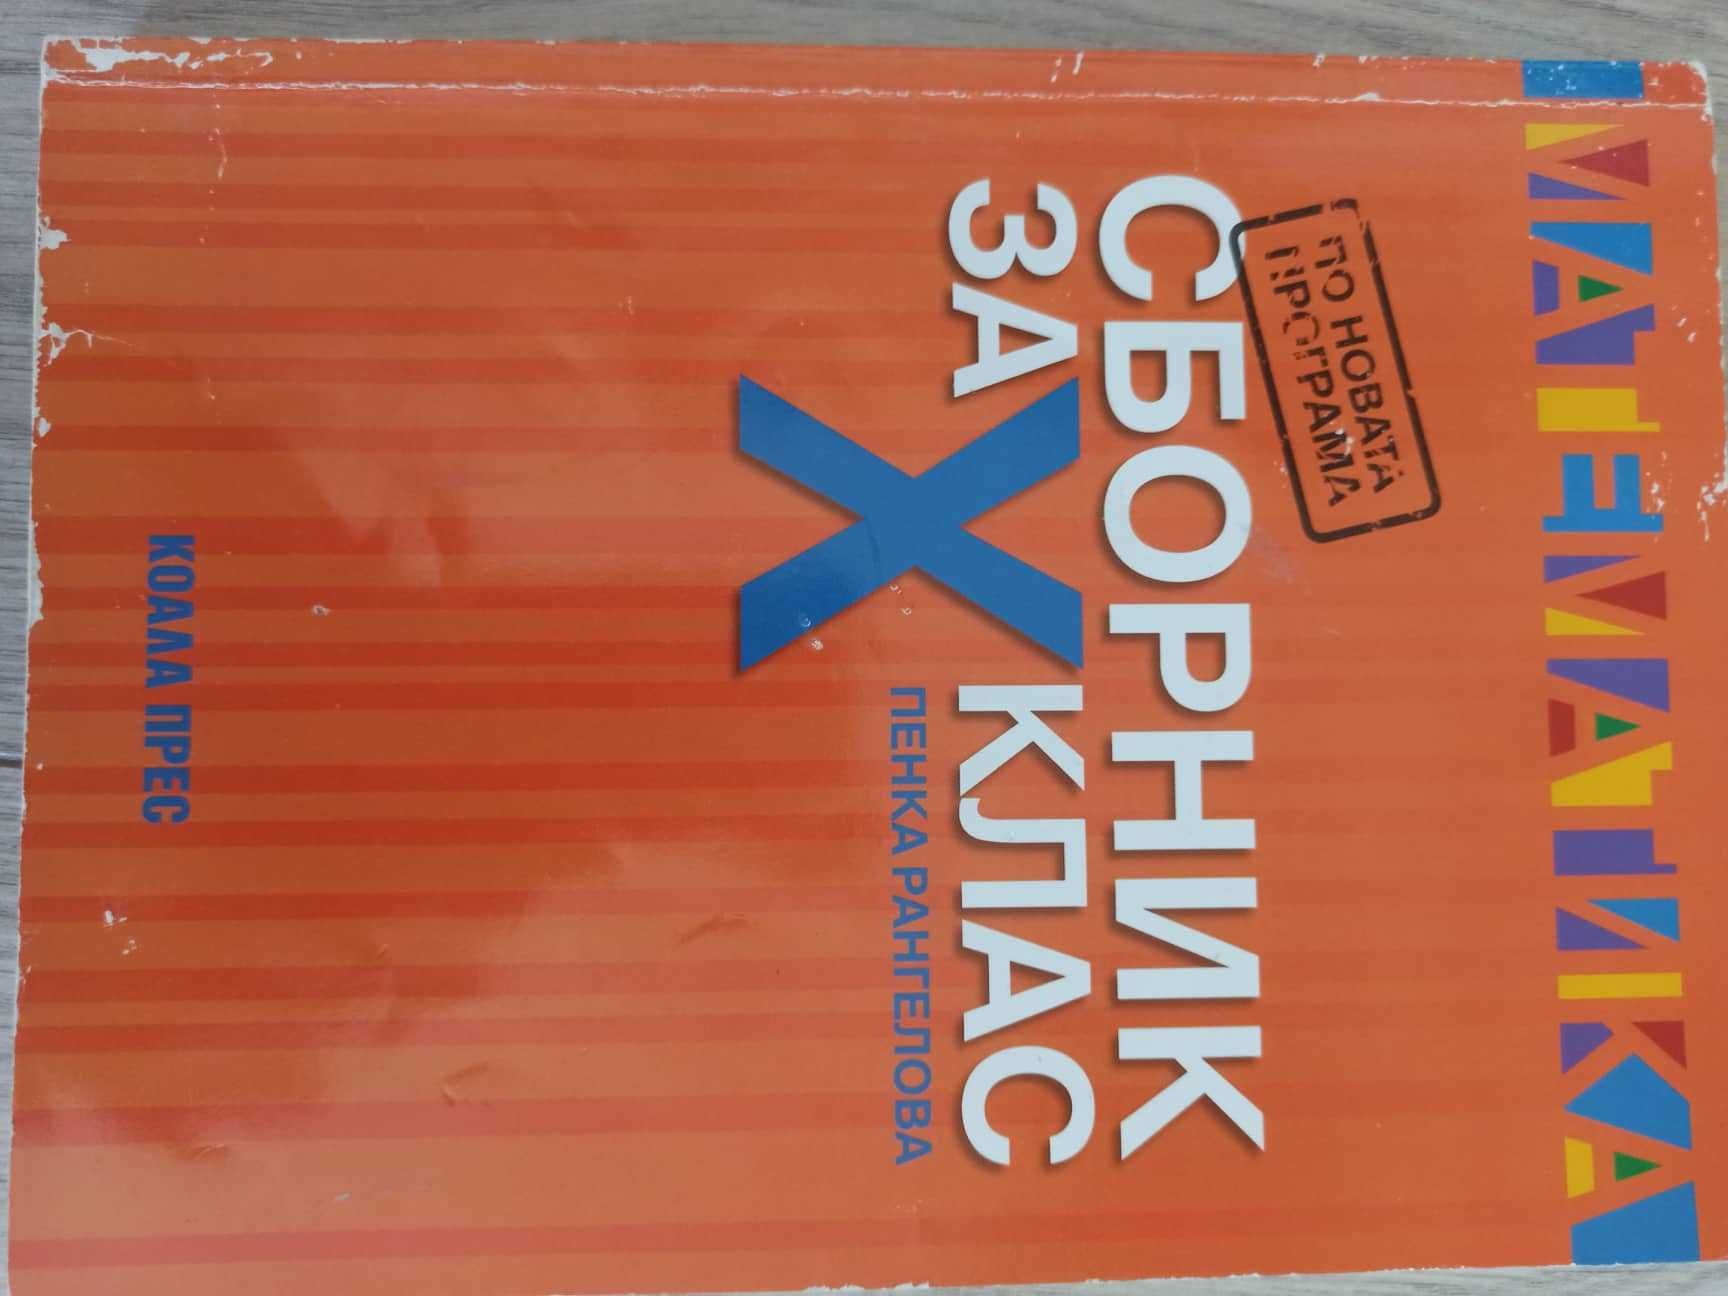 МАТЕМАТИКА
ПО НОВАТА
ПРОГРАМА
СБОРНИК
ЗА X КЛАС
ПЕНКА РАНГЕЛОВА
КОАЛА ПРЕС